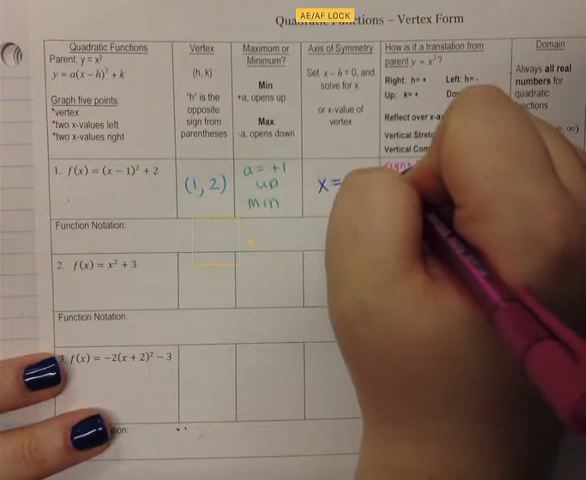 AE/AF LOCK
Quadratic Functions – Vertex Form
Quadratic Functions
Parent: y = x²
y = a(x − h)² + k
Graph five points
*vertex
*two x-values left
*two x-values right
Vertex
(h, k)
"h" is the
opposite
sign from
parentheses
Maximum or
Minimum?
Min
+a, opens up
Max
-a, opens down
Axis of Symmetry
Set x − h = 0, and
solve for x
or x-value of
vertex
How is it a translation from
parent y = x²?
Right: h= + Left: h= -
Up: k= +
Reflect over x-
Vertical
Vertical
Domain
Always all real
numbers for
quadratic
∞)
1. f(x) = (x − 1)² + 2
(1, 2)
a = +1
up
min
x=
Function Notation:
2. f(x) = x² + 3
Function Notation:
3. f(x) = −2(x + 2)² − 3